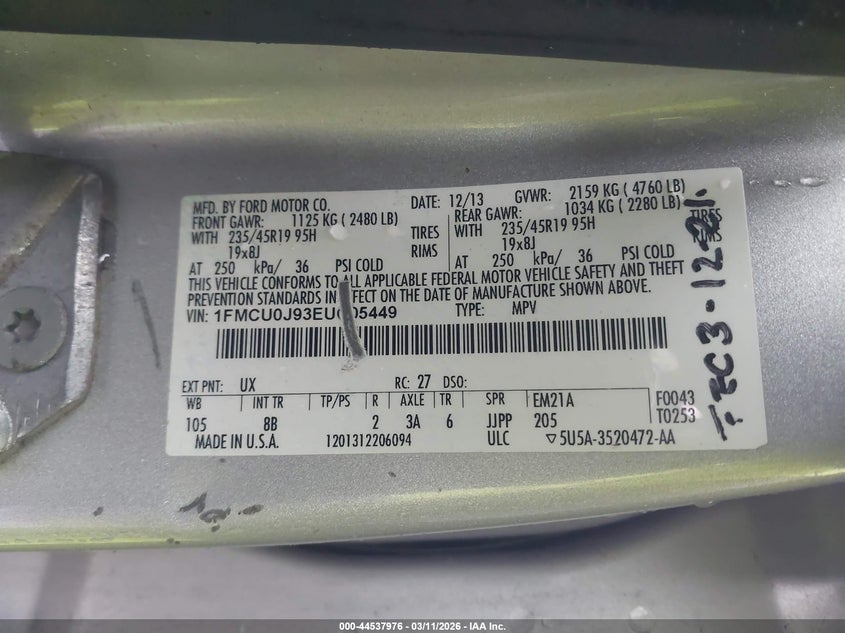 MFD. BY FORD MOTOR CO. DATE: 12/13 GVWR: 2159 KG ( 4760 LB)
FRONT GAWR: 1125 KG ( 2480 LB) REAR GAWR: 1034 KG ( 2280 LB)
WITH 235/45R19 95H TIRES WITH 235/45R19 95H TIRES
19x8J RIMS 19x8J RIMS
AT 250 kPa/ 36 PSI COLD AT 250 kPa/ 36 PSI COLD
THIS VEHICLE CONFORMS TO ALL APPLICABLE FEDERAL MOTOR VEHICLE SAFETY AND THEFT
PREVENTION STANDARDS IN EFFECT ON THE DATE OF MANUFACTURE SHOWN ABOVE.
VIN: TYPE: MPV
EXT PNT: UX RC: 27 DSO:
WB INT TR TP/PS R AXLE TR SPR EM21A F0043
105 8B 2 3A 6 JJPP 205 T0253
MADE IN U.S.A. 1201312206094 ULC 5U5A-3520472-AA
000-44537976 - 03/11/2026 - IAA Inc.